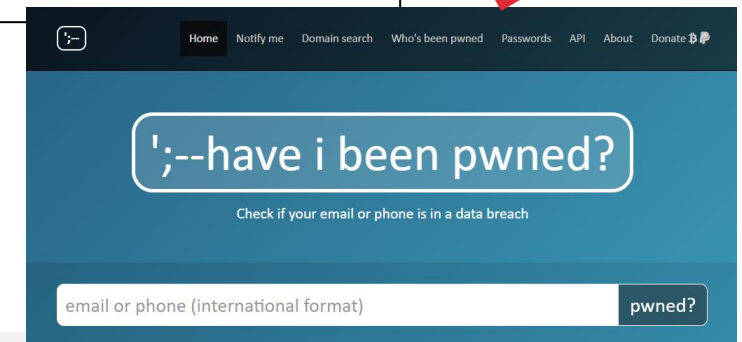 ';--
Home Notify me Domain search Who's been pwned Passwords API About Donate
';--have i been pwned?
Check if your email or phone is in a data breach
email or phone (international format) pwned?